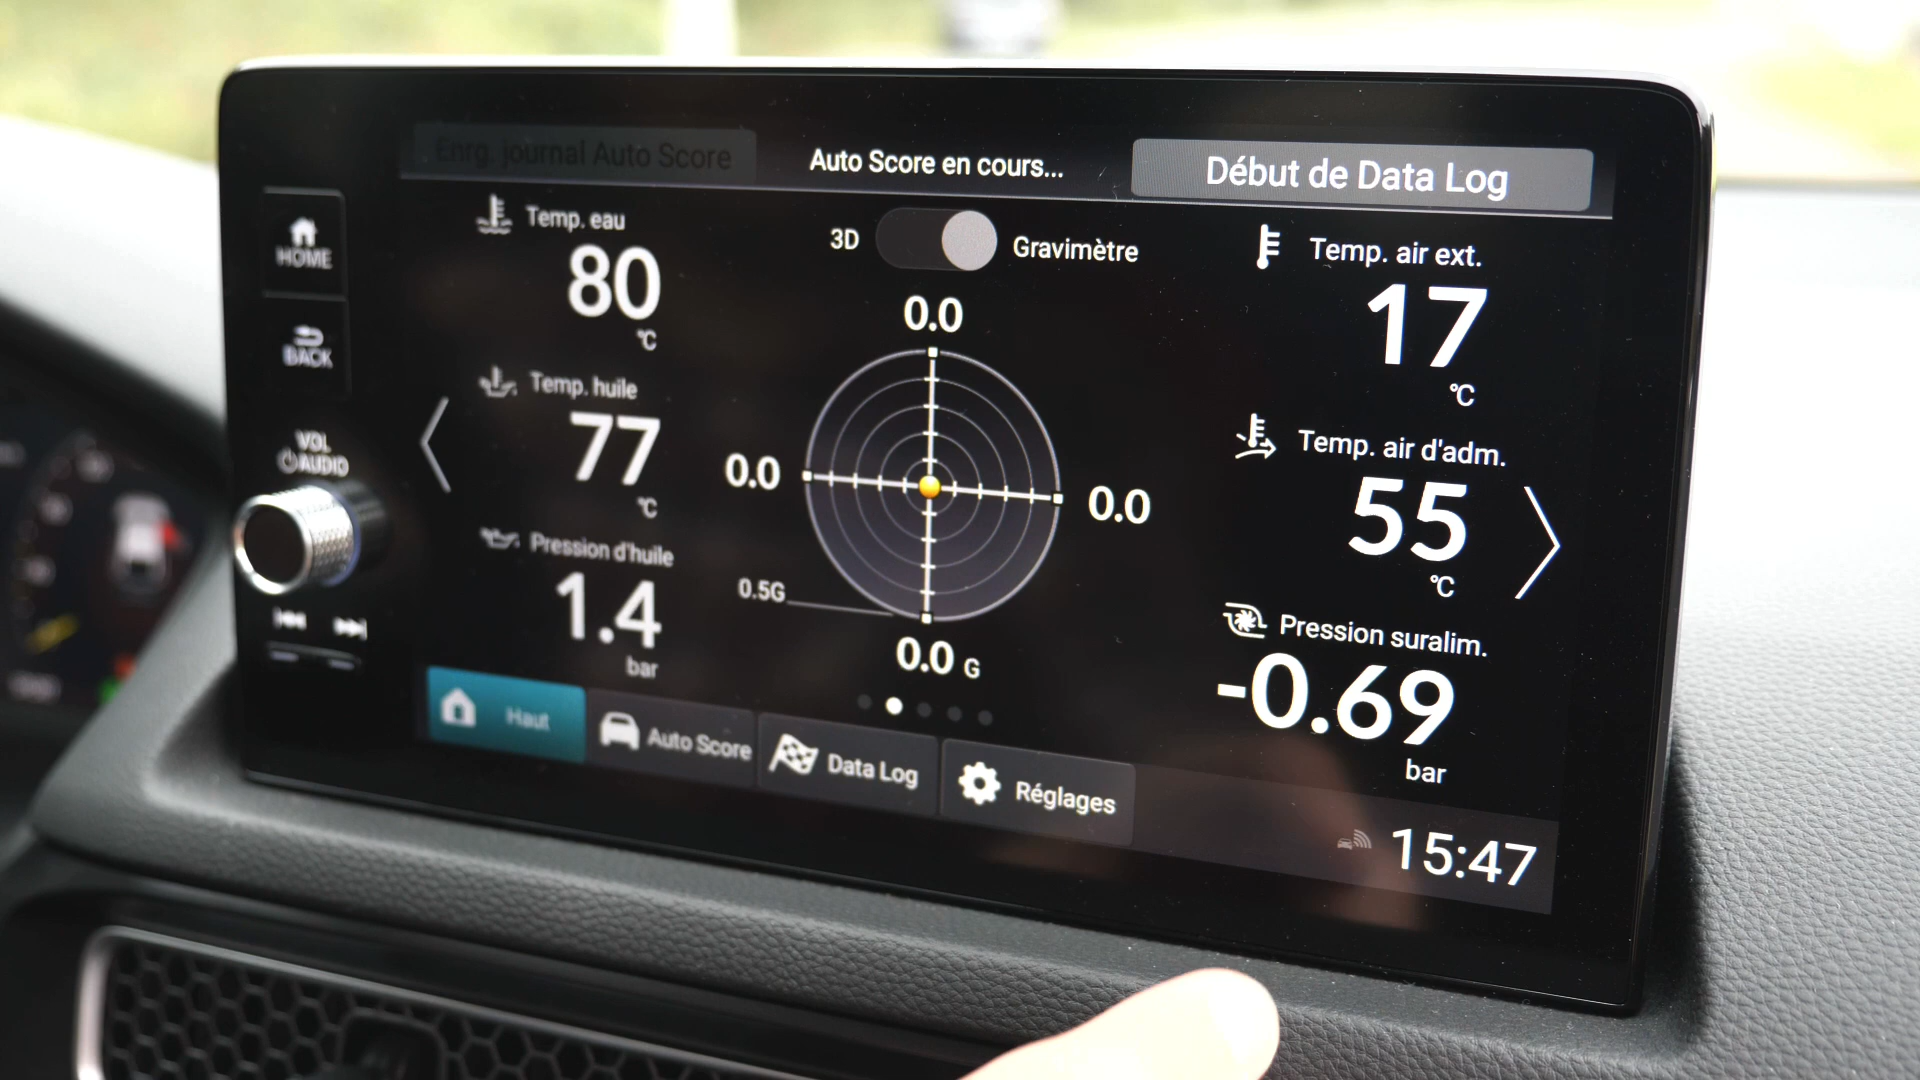 Enrg. journal Auto Score
Auto Score en cours...
Début de Data Log
HOME
BACK
VOL
AUDIO
Temp. eau
80
°C
Temp. huile
77
°C
Pression d'huile
1.4
bar
3D
Gravimètre
0.0
0.0
0.0
0.5G
0.0 G
Temp. air ext.
17
°C
Temp. air d'adm.
55
°C
Pression suralim.
-0.69
bar
Haut
Auto Score
Data Log
Réglages
15:47